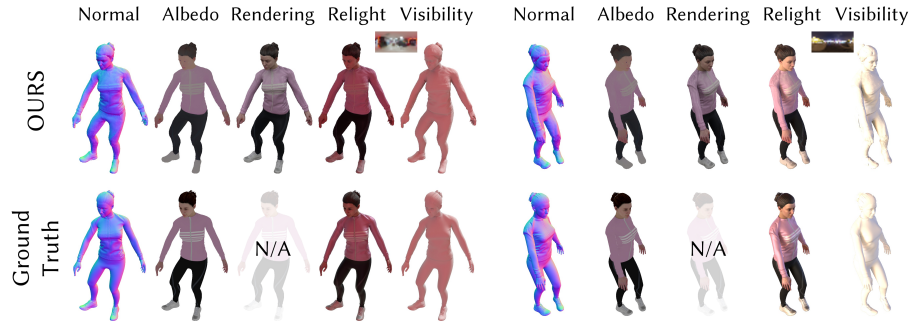 Normal Albedo Rendering Relight Visibility Normal Albedo Rendering Relight Visibility
OURS
Ground
Truth
N/A N/A